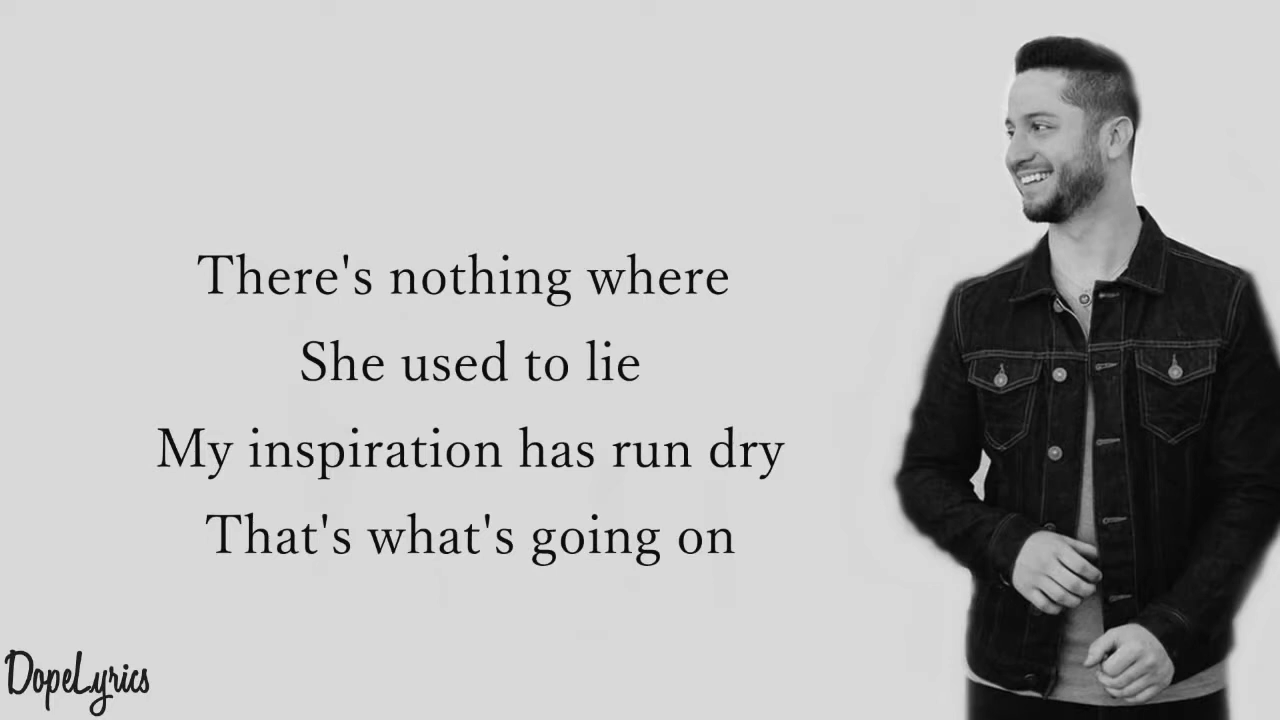 There's nothing where
She used to lie
My inspiration has run dry
That's what's going on
DopeLyrics